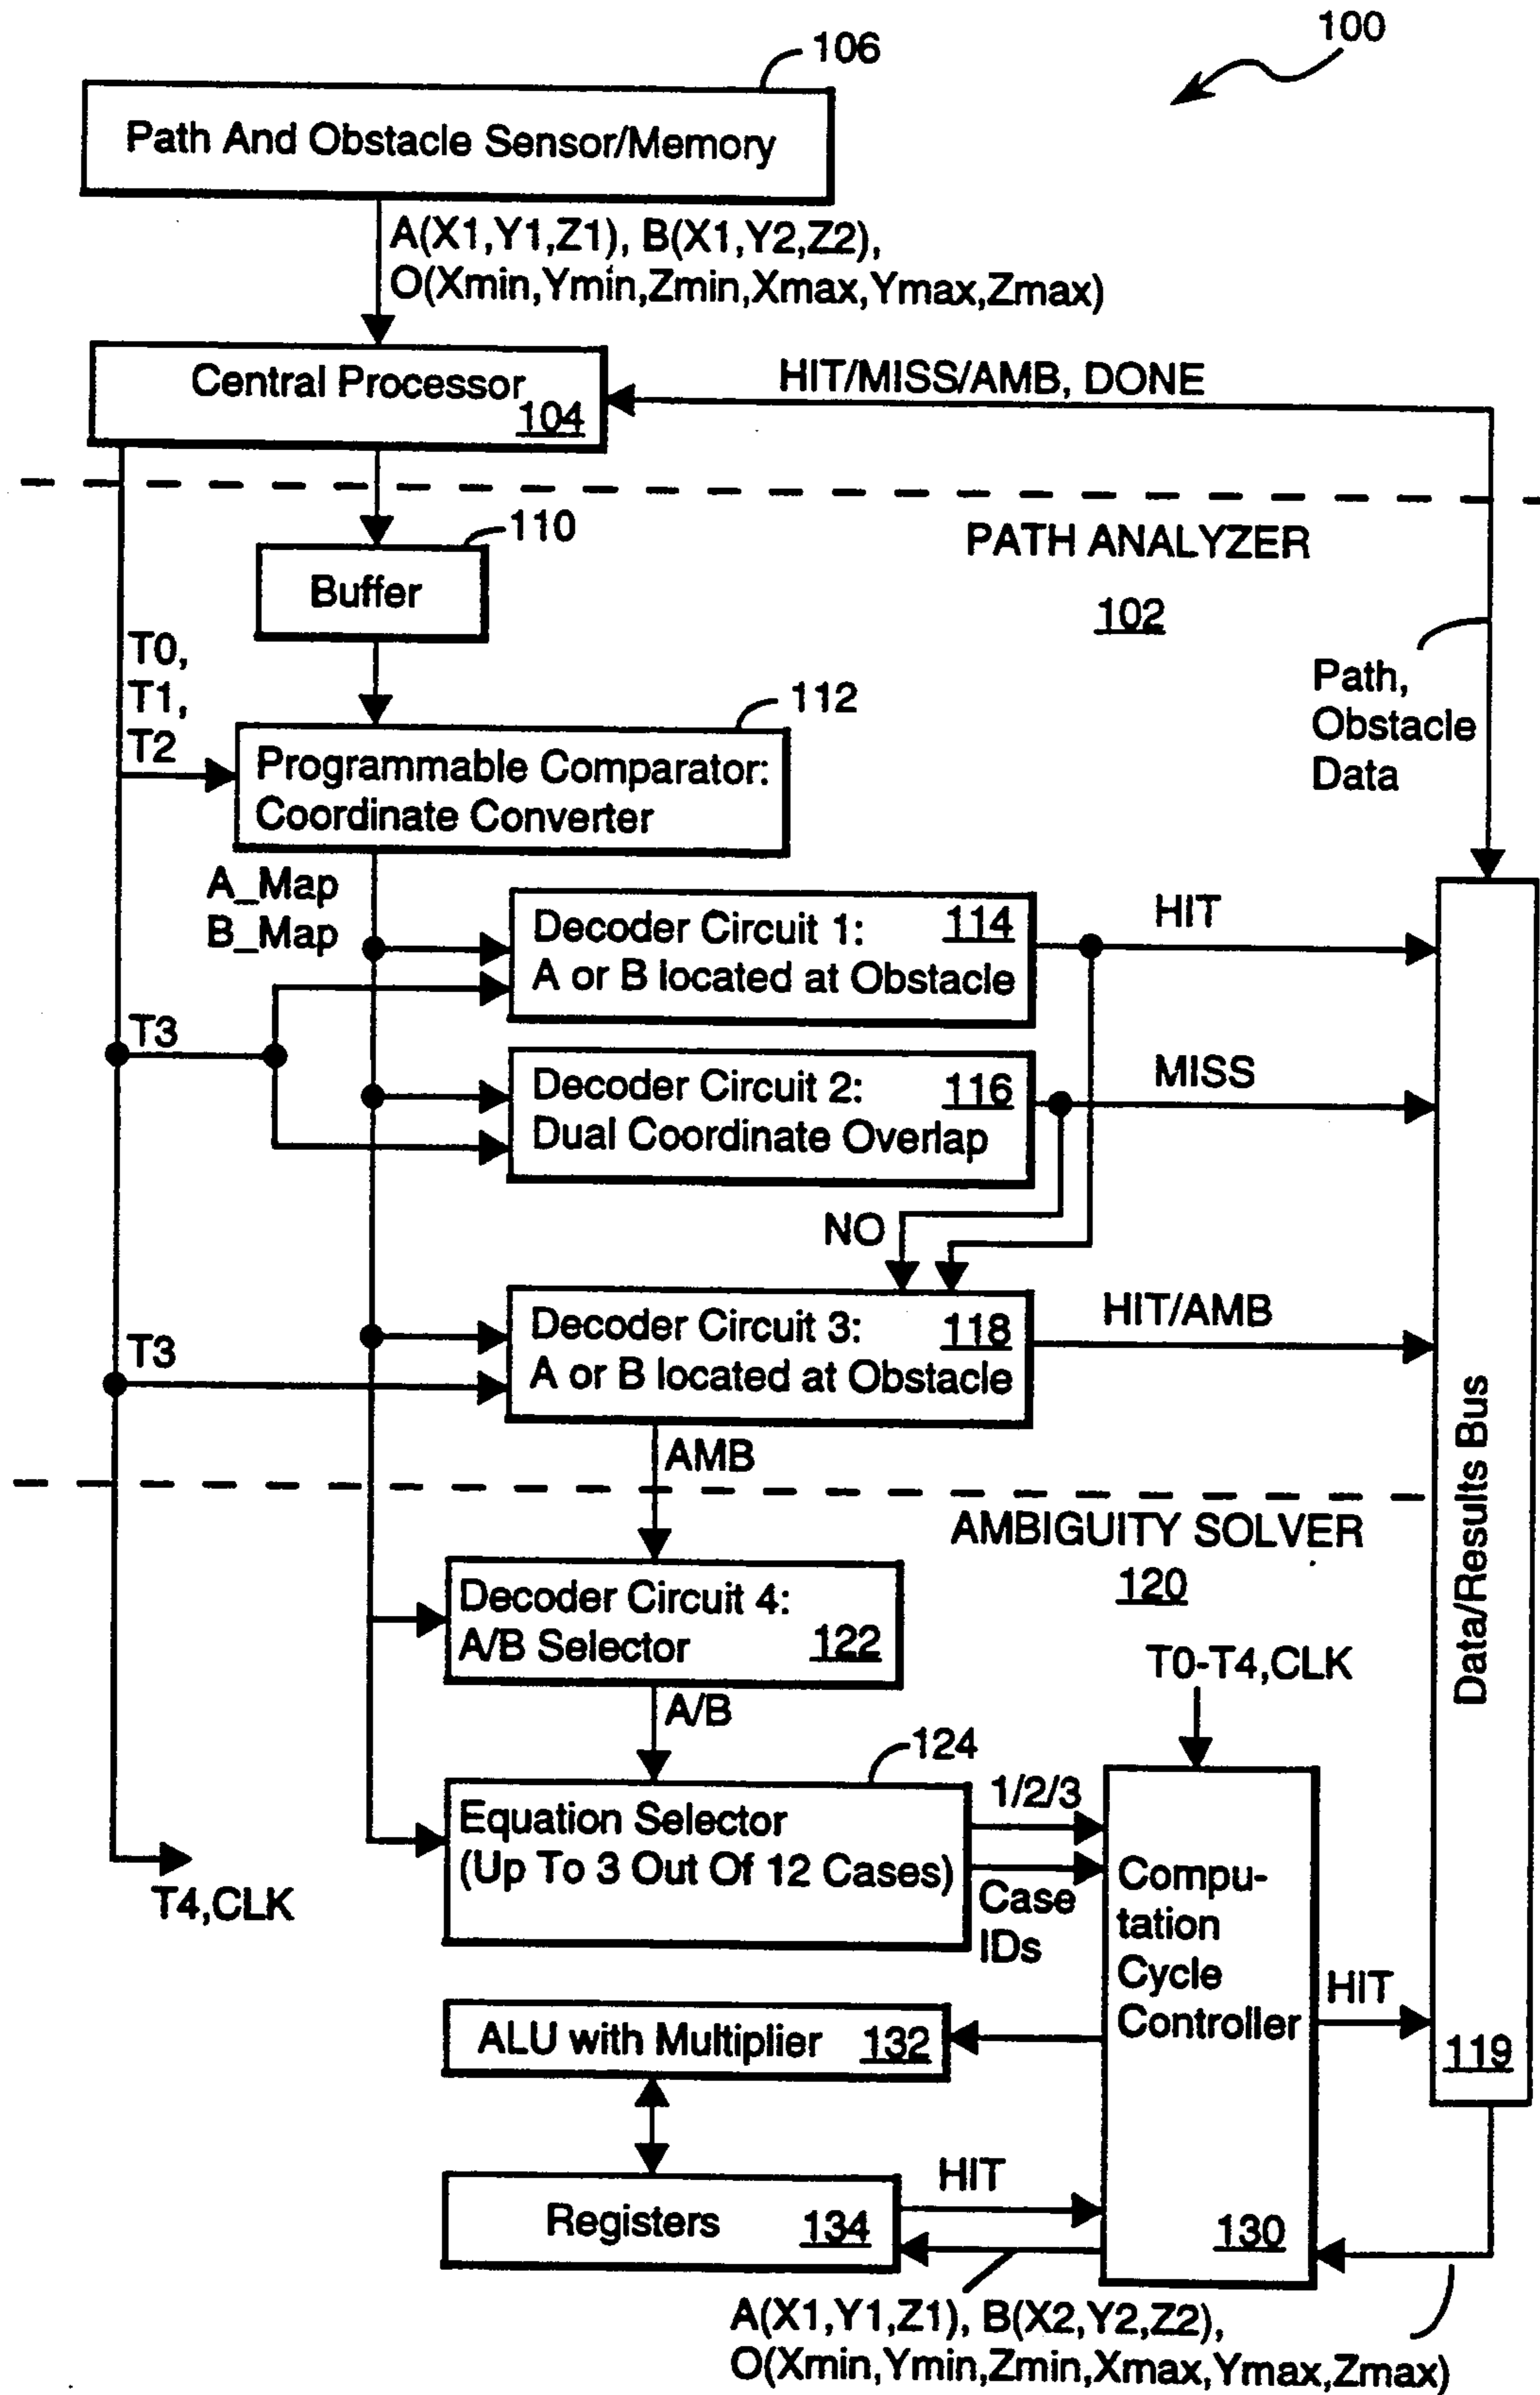 100
106
Path And Obstacle Sensor/Memory
A(X1,Y1,Z1), B(X1,Y2,Z2),
O(Xmin,Ymin,Zmin,Xmax,Ymax,Zmax)
Central Processor
104
HIT/MISS/AMB, DONE
110
PATH ANALYZER
102
Buffer
T0,
T1,
T2
Path,
Obstacle
Data
112
Programmable Comparator:
Coordinate Converter
A_Map
B_Map
Decoder Circuit 1: 114
A or B located at Obstacle
HIT
T3
Decoder Circuit 2: 116
Dual Coordinate Overlap
MISS
NO
Decoder Circuit 3: 118
A or B located at Obstacle
HIT/AMB
T3
AMB
Data/Results Bus
119
AMBIGUITY SOLVER
120
Decoder Circuit 4:
A/B Selector 122
T0-T4,CLK
A/B
124
Equation Selector
(Up To 3 Out Of 12 Cases)
1/2/3
Case
IDs
T4,CLK
Compu-
tation
Cycle
Controller
130
HIT
ALU with Multiplier 132
HIT
Registers 134
A(X1,Y1,Z1), B(X2,Y2,Z2),
O(Xmin,Ymin,Zmin,Xmax,Ymax,Zmax)